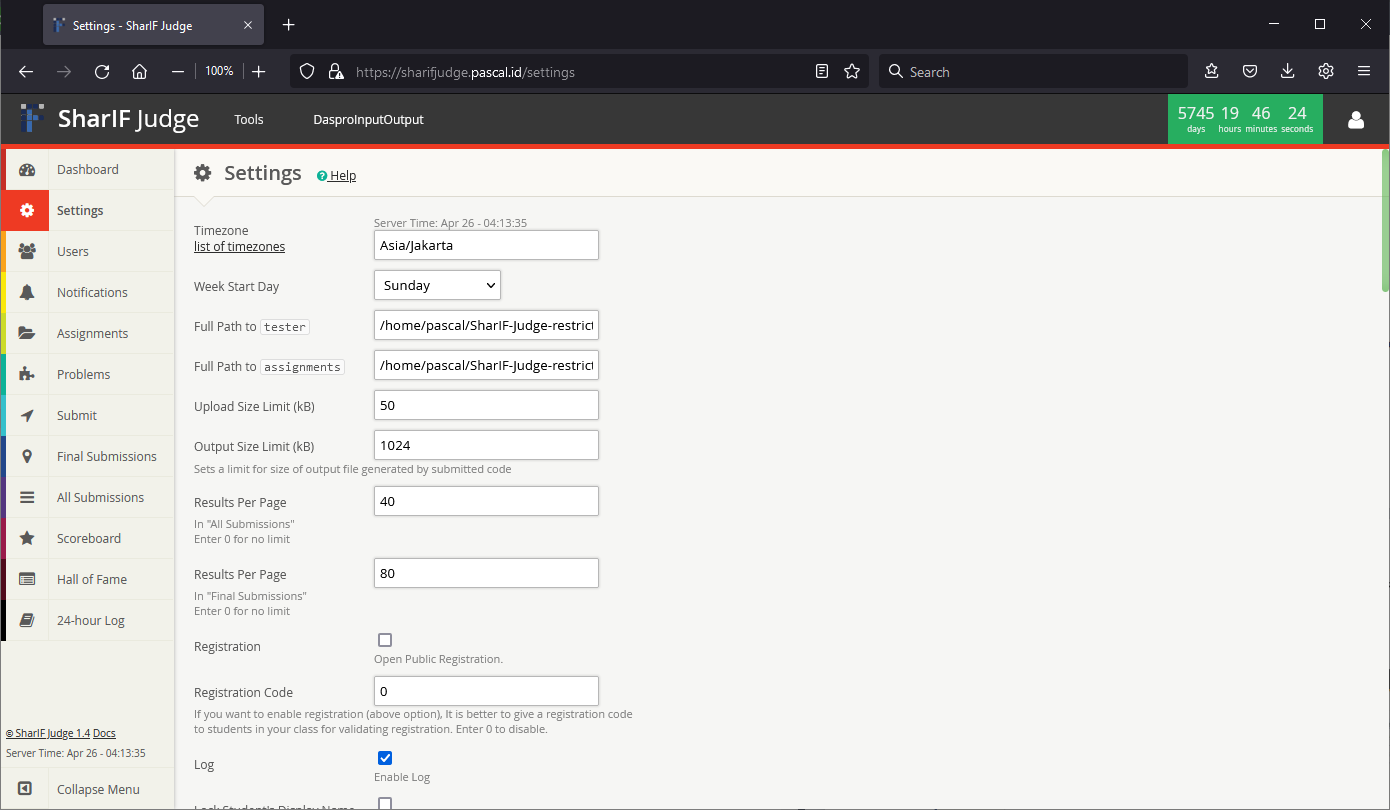 Settings - SharIF Judge
100%
https://sharifjudge.pascal.id/settings
Search
SharIF Judge
Tools
DasproInputOutput
5745 19 46 24
days hours minutes seconds
Dashboard
Settings
Users
Notifications
Assignments
Problems
Submit
Final Submissions
All Submissions
Scoreboard
Hall of Fame
24-hour Log
© SharIF Judge 1.4 Docs
Server Time: Apr 26 - 04:13:35
Collapse Menu
Settings
Help
Server Time: Apr 26 - 04:13:35
Timezone
list of timezones
Asia/Jakarta
Week Start Day
Sunday
Full Path to tester
/home/pascal/SharIF-Judge-restrict
Full Path to assignments
/home/pascal/SharIF-Judge-restrict
Upload Size Limit (kB)
50
Output Size Limit (kB)
1024
Sets a limit for size of output file generated by submitted code
Results Per Page
40
In "All Submissions"
Enter 0 for no limit
Results Per Page
80
In "Final Submissions"
Enter 0 for no limit
Registration
Open Public Registration.
Registration Code
0
If you want to enable registration (above option), It is better to give a registration code
to students in your class for validating registration. Enter 0 to disable.
Log
Enable Log
Lock Student's Display Name